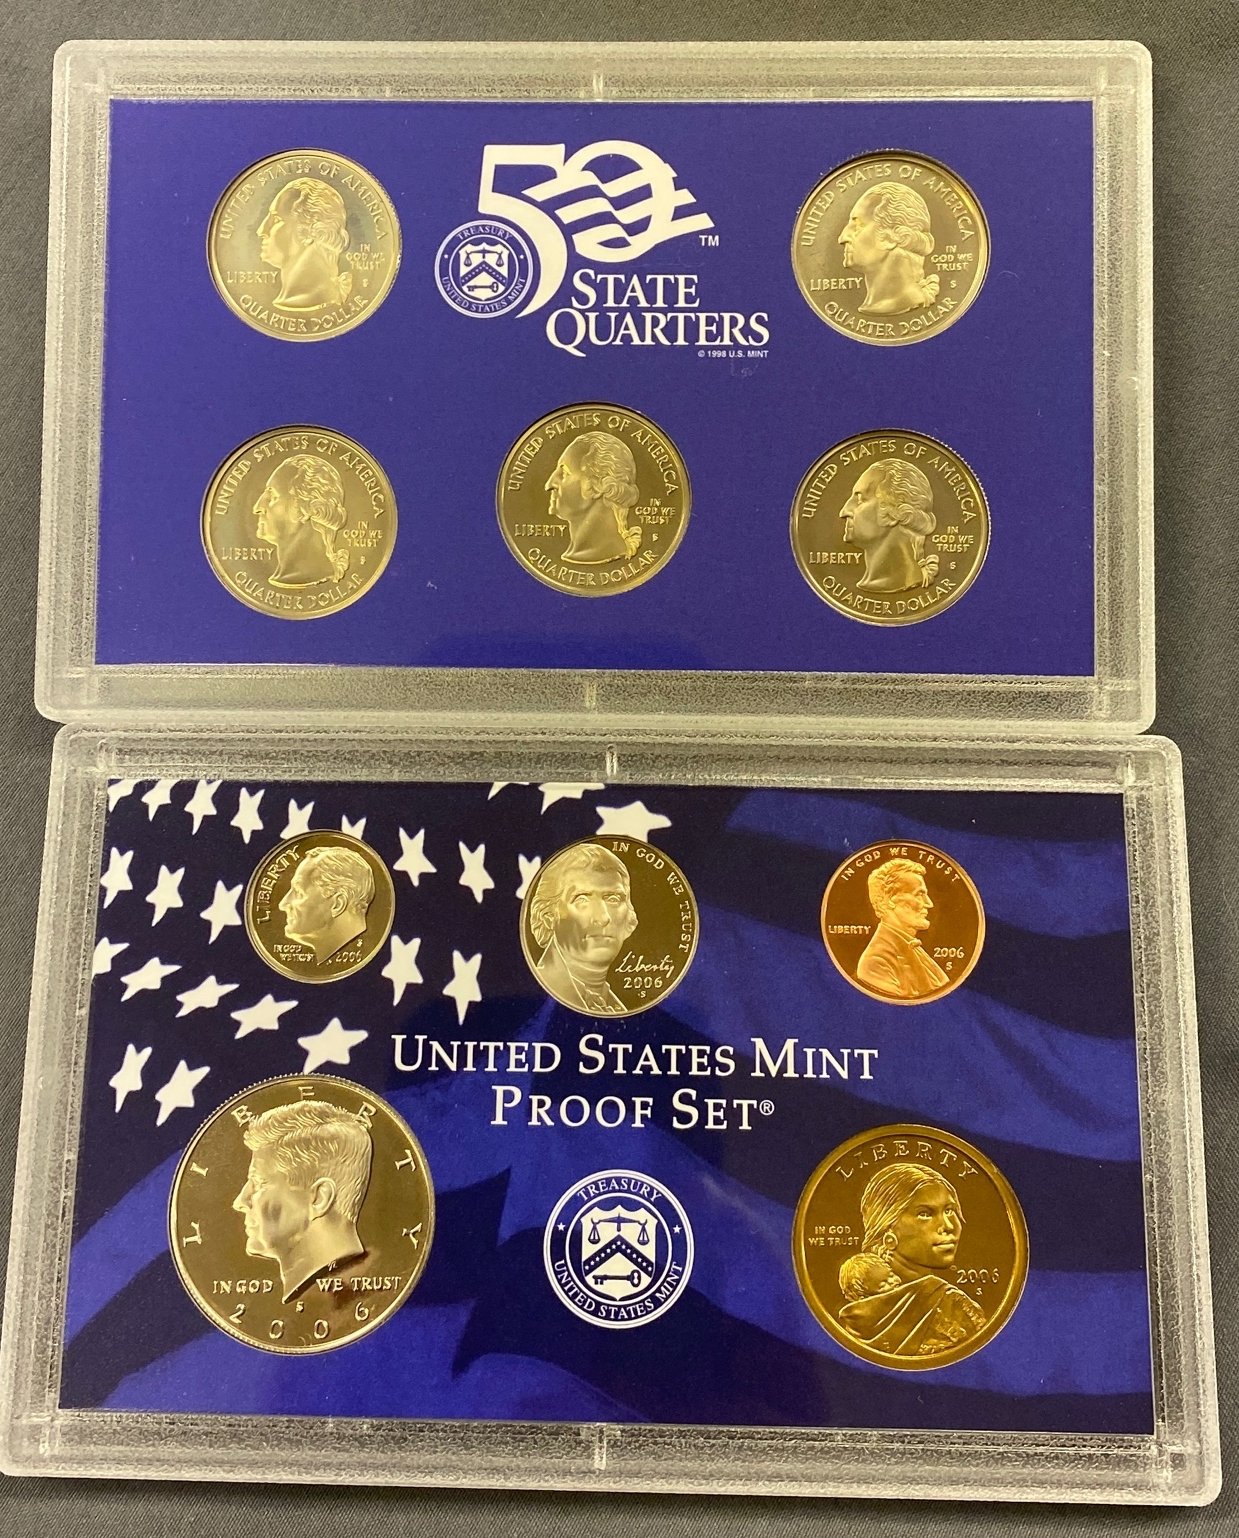 UNITED STATES OF AMERICA
LIBERTY
IN
GOD WE
TRUST
S
QUARTER DOLLAR
50
TM
STATE
QUARTERS
© 1998 U.S. MINT
TREASURY
UNITED STATES MINT
UNITED STATES OF AMERICA
LIBERTY
IN
GOD WE
TRUST
S
QUARTER DOLLAR
UNITED STATES OF AMERICA
LIBERTY
IN
GOD WE
TRUST
S
QUARTER DOLLAR
UNITED STATES OF AMERICA
LIBERTY
IN
GOD WE
TRUST
S
QUARTER DOLLAR
UNITED STATES OF AMERICA
LIBERTY
IN
GOD WE
TRUST
S
QUARTER DOLLAR
LIBERTY
IN GOD
WE TRUST
S
2006
IN GOD WE TRUST
Liberty
2006
S
IN GOD WE TRUST
LIBERTY
2006
S
UNITED STATES MINT
PROOF SET®
LIBERTY
IN GOD WE TRUST
S
2006
TREASURY
UNITED STATES MINT
LIBERTY
IN GOD
WE TRUST
2006
S